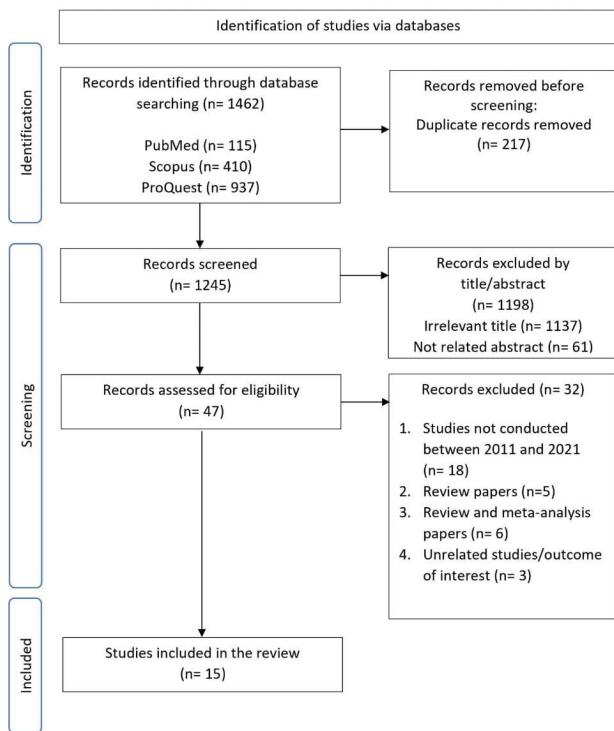 Identification of studies via databases
Identification
Records identified through database
searching (n= 1462)
PubMed (n= 115)
Scopus (n= 410)
ProQuest (n= 937)
Records removed before
screening:
Duplicate records removed
(n= 217)
Screening
Records screened
(n= 1245)
Records excluded by
title/abstract
(n= 1198)
Irrelevant title (n= 1137)
Not related abstract (n= 61)
Records assessed for eligibility
(n= 47)
Records excluded (n= 32)
1. Studies not conducted
between 2011 and 2021
(n= 18)
2. Review papers (n=5)
3. Review and meta-analysis
papers (n= 6)
4. Unrelated studies/outcome
of interest (n= 3)
Included
Studies included in the review
(n= 15)